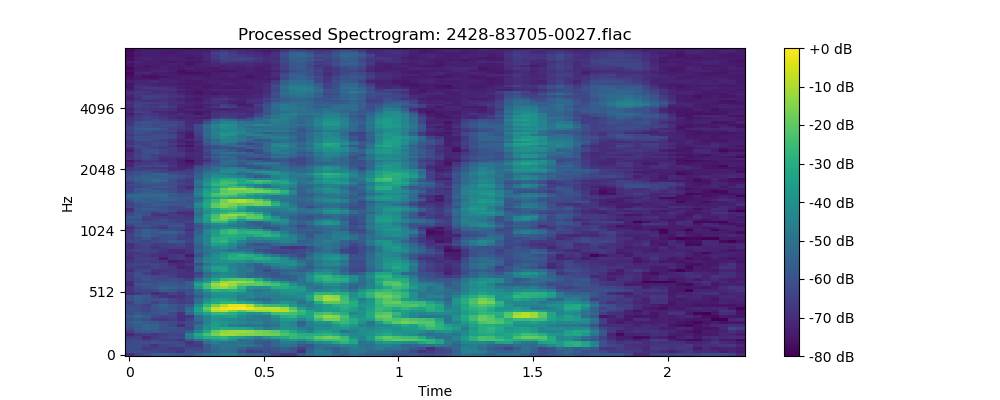 Processed Spectrogram: 2428-83705-0027.flac
Hz
4096
2048
1024
512
0
0
0.5
1
1.5
2
Time
+0 dB
-10 dB
-20 dB
-30 dB
-40 dB
-50 dB
-60 dB
-70 dB
-80 dB